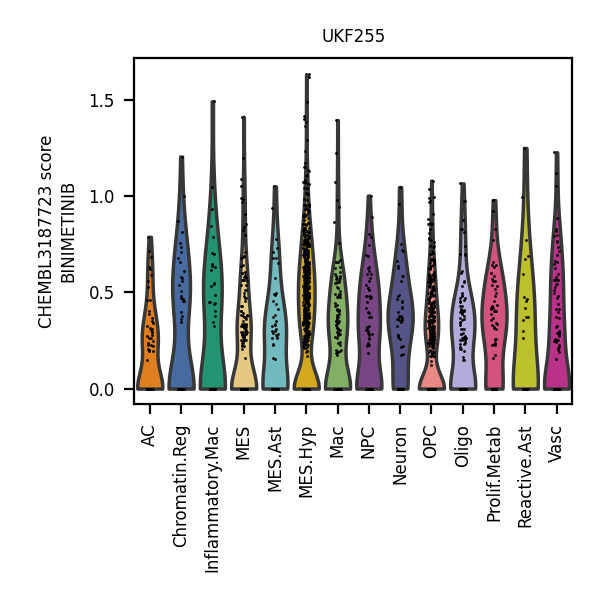 UKF255
CHEMBL3187723 score
BINIMETINIB
1.5
1.0
0.5
0.0
AC
Chromatin.Reg
Inflammatory.Mac
MES
MES.Ast
MES.Hyp
Mac
NPC
Neuron
OPC
Oligo
Prolif.Metab
Reactive.Ast
Vasc